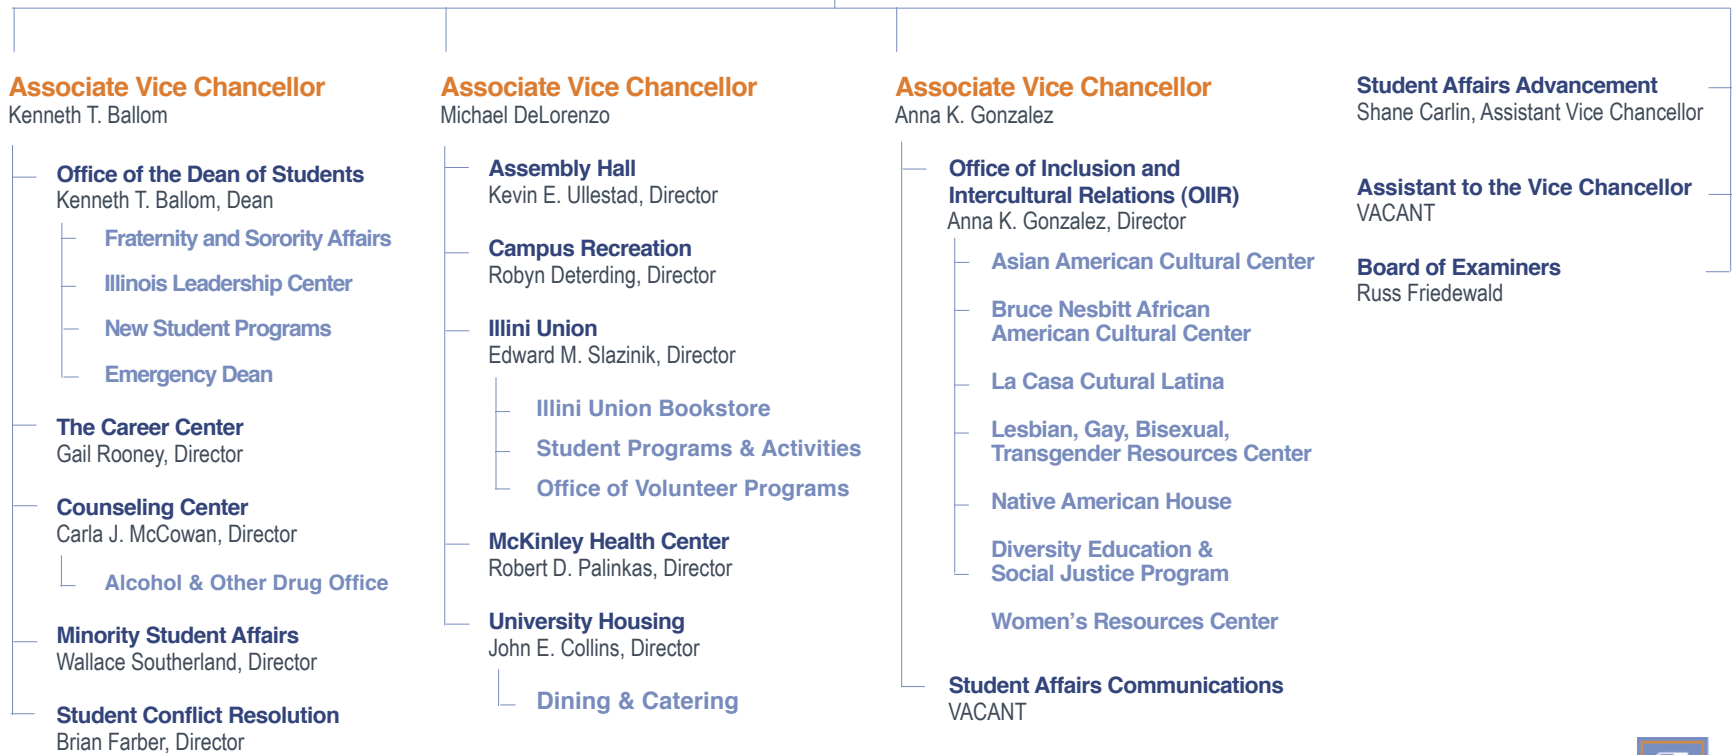 Associate Vice Chancellor
Kenneth T. Ballom
Office of the Dean of Students
Kenneth T. Ballom, Dean
Fraternity and Sorority Affairs
Illinois Leadership Center
New Student Programs
Emergency Dean
The Career Center
Gail Rooney, Director
Counseling Center
Carla J. McCowan, Director
Alcohol & Other Drug Office
Minority Student Affairs
Wallace Southerland, Director
Student Conflict Resolution
Brian Farber, Director
Associate Vice Chancellor
Michael DeLorenzo
Assembly Hall
Kevin E. Ullestad, Director
Campus Recreation
Robyn Deterding, Director
Illini Union
Edward M. Slazinik, Director
Illini Union Bookstore
Student Programs & Activities
Office of Volunteer Programs
McKinley Health Center
Robert D. Palinkas, Director
University Housing
John E. Collins, Director
Dining & Catering
Associate Vice Chancellor
Anna K. Gonzalez
Office of Inclusion and
Intercultural Relations (OIIR)
Anna K. Gonzalez, Director
Asian American Cultural Center
Bruce Nesbitt African
American Cultural Center
La Casa Cutural Latina
Lesbian, Gay, Bisexual,
Transgender Resources Center
Native American House
Diversity Education &
Social Justice Program
Women's Resources Center
Student Affairs Communications
VACANT
Student Affairs Advancement
Shane Carlin, Assistant Vice Chancellor
Assistant to the Vice Chancellor
VACANT
Board of Examiners
Russ Friedewald